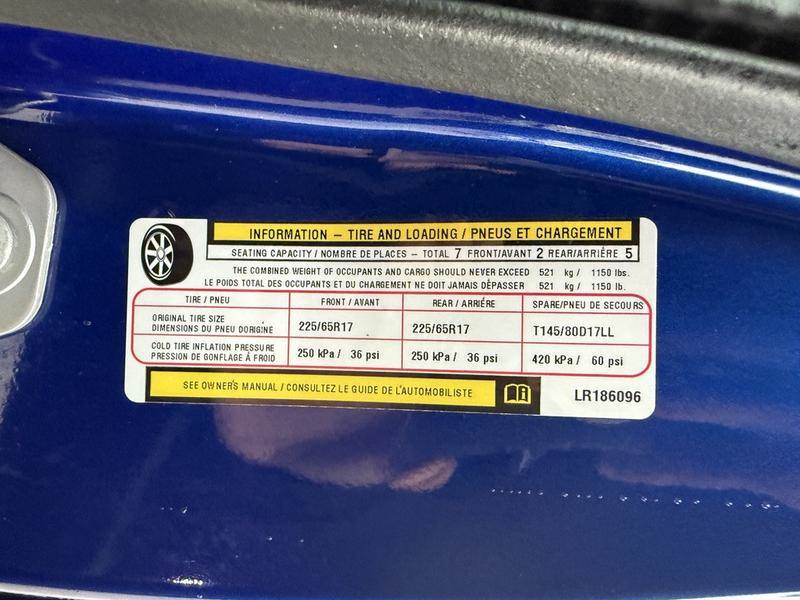 INFORMATION – TIRE AND LOADING / PNEUS ET CHARGEMENT
SEATING CAPACITY / NOMBRE DE PLACES – TOTAL 7 FRONT/AVANT 2 REAR/ARRIÈRE 5
THE COMBINED WEIGHT OF OCCUPANTS AND CARGO SHOULD NEVER EXCEED 521 kg / 1150 lbs.
LE POIDS TOTAL DES OCCUPANTS ET DU CHARGEMENT NE DOIT JAMAIS DÉPASSER 521 kg / 1150 lb.
TIRE / PNEU FRONT / AVANT REAR / ARRIÉRE SPARE/PNEU DE SECOURS
ORIGINAL TIRE SIZE
DIMENSIONS DU PNEU DORIGINE 225/65R17 225/65R17 T145/80D17LL
COLD TIRE INFLATION PRESSURE
PRESSION DE GONFLAGE À FROID 250 kPa / 36 psi 250 kPa / 36 psi 420 kPa / 60 psi
SEE OWNER'S MANUAL / CONSULTEZ LE GUIDE DE L'AUTOMOBILISTE
LR186096